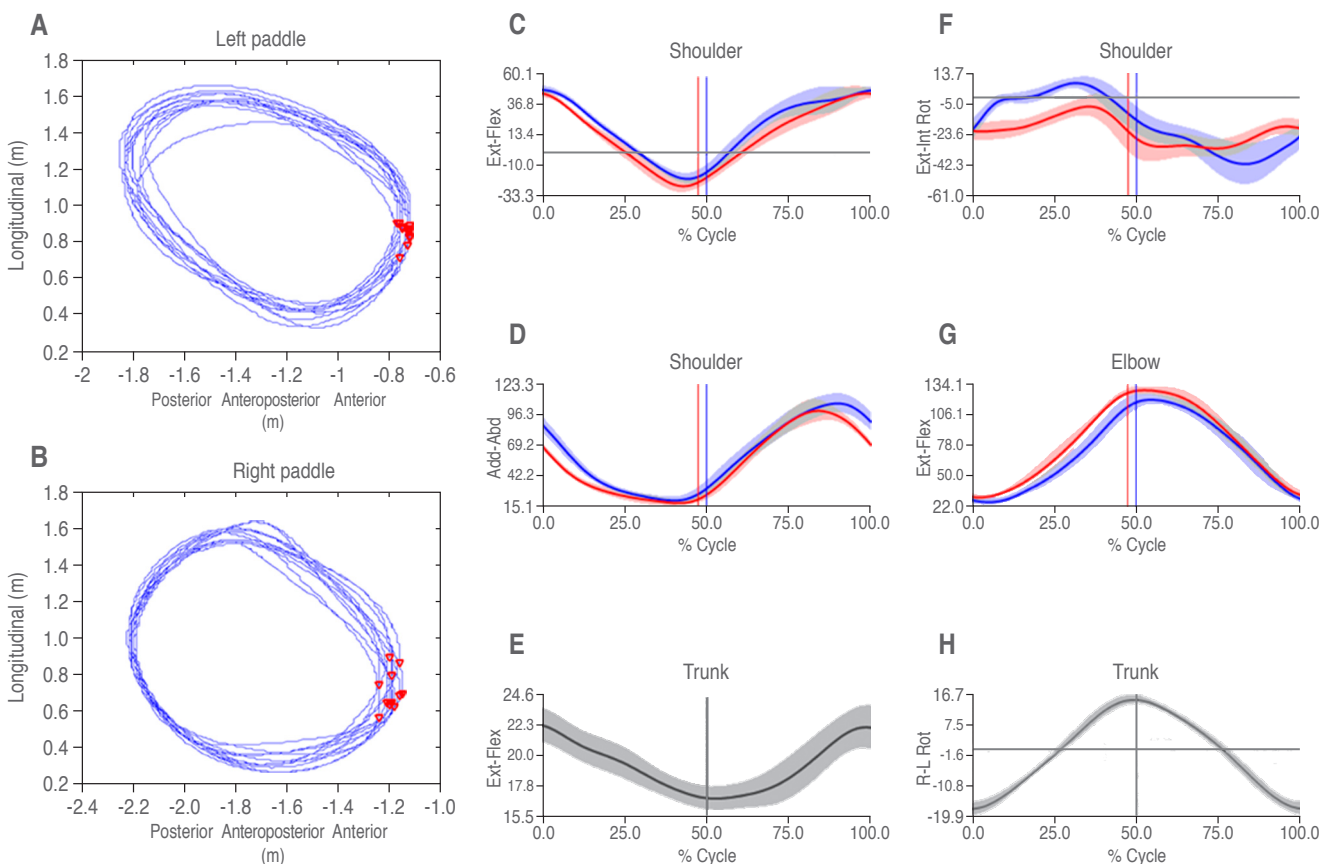 A
Left paddle
Longitudinal (m)
1.8
1.6
1.4
1.2
1.0
0.8
0.6
0.4
0.2
-2 -1.8 -1.6 -1.4 -1.2 -1 -0.8 -0.6
Posterior Anteroposterior Anterior
(m)
B
Right paddle
Longitudinal (m)
1.8
1.6
1.4
1.2
1.0
0.8
0.6
0.4
0.2
-2.4 -2.2 -2.0 -1.8 -1.6 -1.4 -1.2 -1.0
Posterior Anteroposterior Anterior
(m)
C
Shoulder
Ext-Flex
60.1
36.8
13.4
-10.0
-33.3
0.0 25.0 50.0 75.0 100.0
% Cycle
D
Shoulder
Add-Abd
123.3
96.3
69.2
42.2
15.1
0.0 25.0 50.0 75.0 100.0
% Cycle
E
Trunk
Ext-Flex
24.6
22.3
20.0
17.8
15.5
0.0 25.0 50.0 75.0 100.0
% Cycle
F
Shoulder
Ext-Int Rot
13.7
-5.0
-23.6
-42.3
-61.0
0.0 25.0 50.0 75.0 100.0
% Cycle
G
Elbow
Ext-Flex
134.1
106.1
78.0
50.0
22.0
0.0 25.0 50.0 75.0 100.0
% Cycle
H
Trunk
R-L Rot
16.7
7.5
-1.6
-10.8
-19.9
0.0 25.0 50.0 75.0 100.0
% Cycle